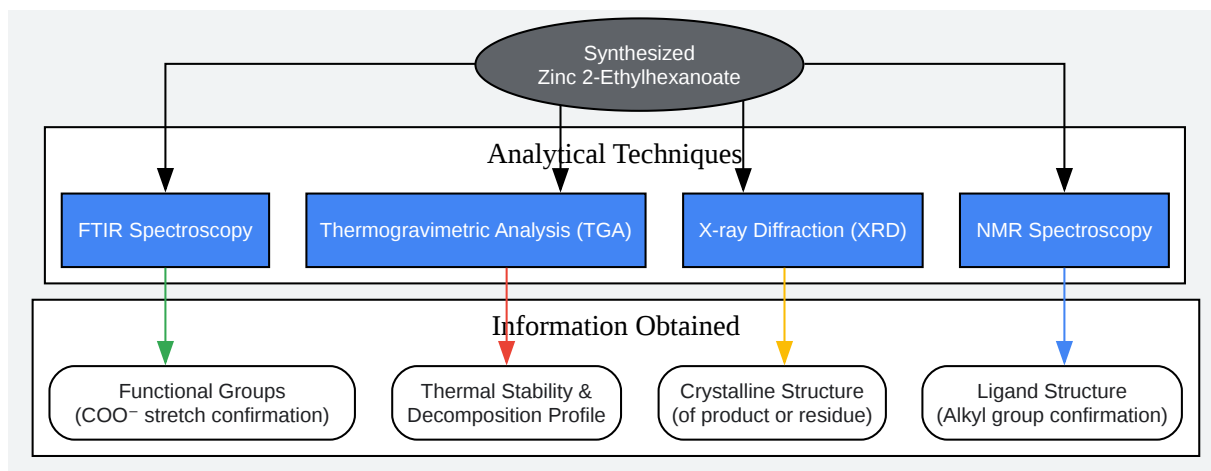 Synthesized
Zinc 2-Ethylhexanoate
Analytical Techniques
FTIR Spectroscopy
Thermogravimetric Analysis (TGA)
X-ray Diffraction (XRD)
NMR Spectroscopy
Information Obtained
Functional Groups
(COO⁻ stretch confirmation)
Thermal Stability &
Decomposition Profile
Crystalline Structure
(of product or residue)
Ligand Structure
(Alkyl group confirmation)